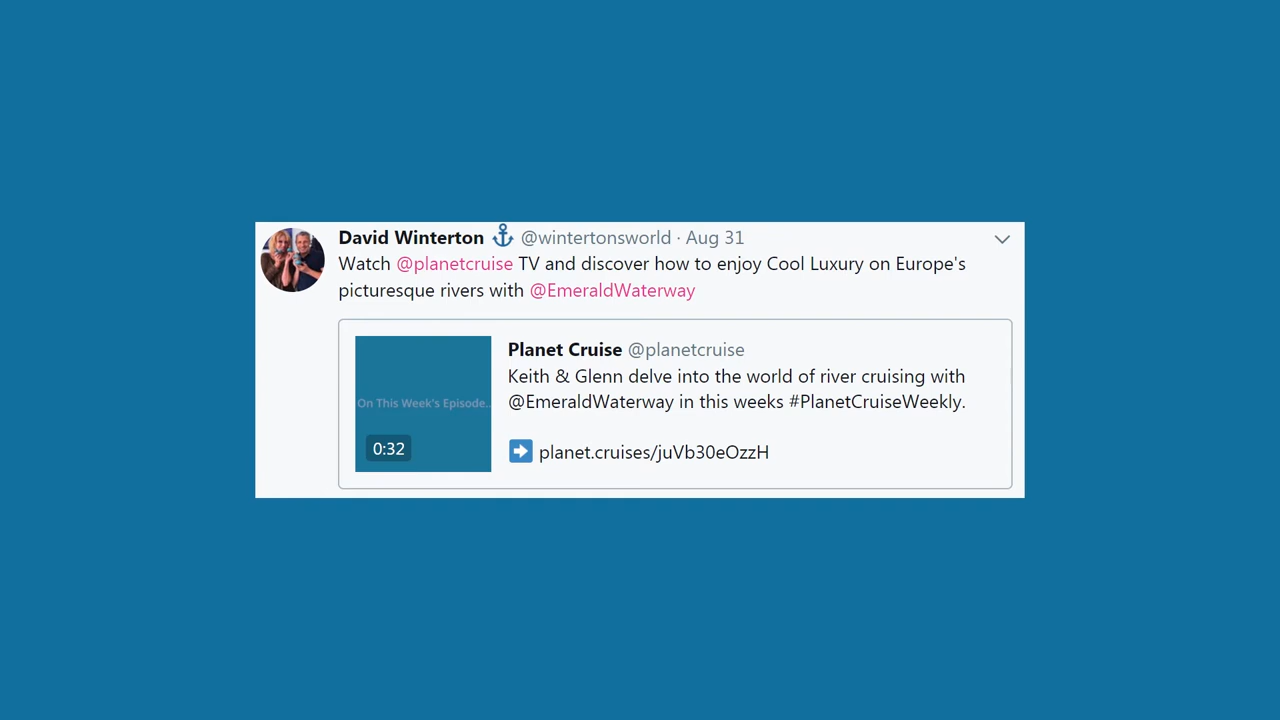 David Winterton ⚓ @wintertonsworld · Aug 31
Watch @planetcruise TV and discover how to enjoy Cool Luxury on Europe's
picturesque rivers with @EmeraldWaterway
Planet Cruise @planetcruise
Keith & Glenn delve into the world of river cruising with
@EmeraldWaterway in this weeks #PlanetCruiseWeekly.
On This Week's Episode..
0:32
➡ planet.cruises/juVb30eOzzH